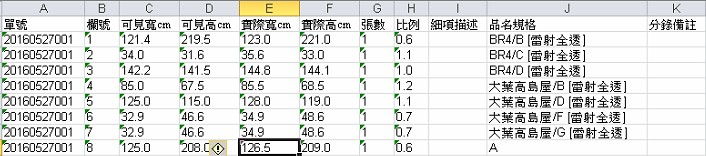 A B C D E F G H I J K
單號 欄號 可見寬cm 可見高cm 實際寬cm 實際高cm 張數 比例 細項描述 品名規格 分錄備註
20160527001 1 121.4 219.5 123.0 221.0 1 0.6 BR4/B [雷射全透]
20160527001 2 34.0 31.6 35.6 33.0 1 1.1 BR4/C [雷射全透]
20160527001 3 142.2 141.5 144.8 144.1 1 1.0 BR4/D [雷射全透]
20160527001 4 85.0 67.5 85.5 68.5 1 1.2 大葉高島屋/B [雷射全透]
20160527001 5 125.0 115.0 128.0 119.0 1 1.1 大葉高島屋/D [雷射全透]
20160527001 6 32.9 46.6 34.9 48.6 1 0.7 大葉高島屋/F [雷射全透]
20160527001 7 32.9 46.6 34.9 48.6 1 0.7 大葉高島屋/G [雷射全透]
20160527001 8 125.0 208.0 126.5 209.0 1 0.6 A